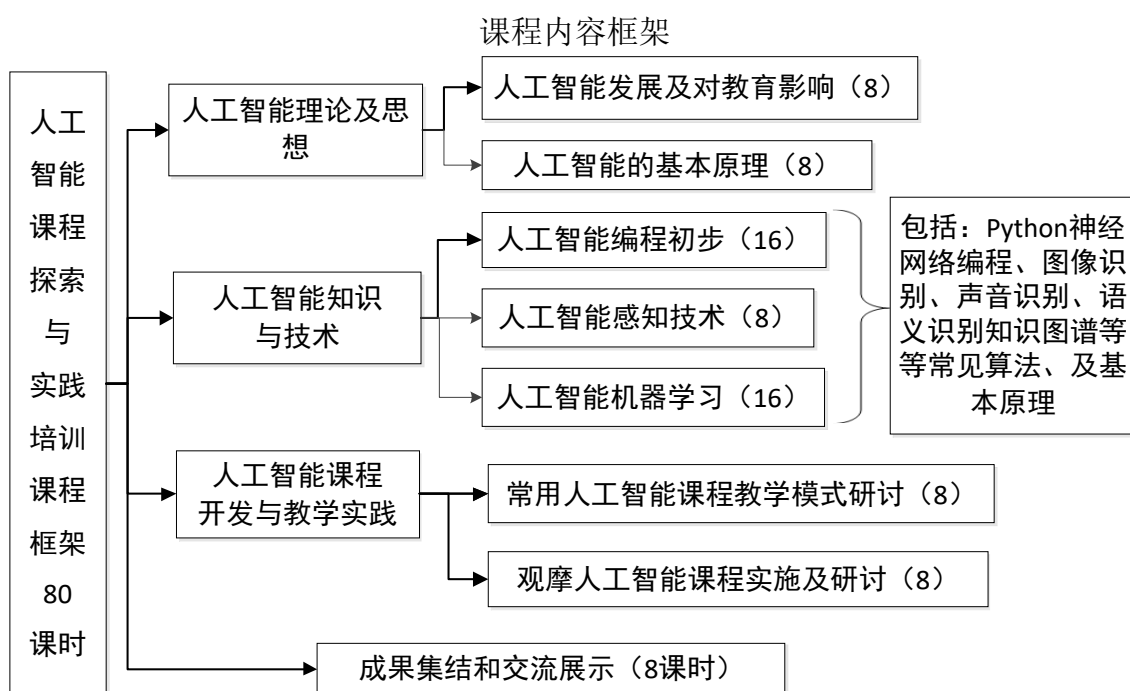 课程内容框架
人工
智能
课程
探索
与
实践
培训
课程
框架
80
课时
人工智能理论及思
想
人工智能发展及对教育影响（8）
人工智能的基本原理（8）
人工智能知识
与技术
人工智能编程初步（16）
人工智能感知技术（8）
人工智能机器学习（16）
包括：Python神经
网络编程、图像识
别、声音识别、语
义识别知识图谱等
等常见算法、及基
本原理
人工智能课程
开发与教学实践
常用人工智能课程教学模式研讨（8）
观摩人工智能课程实施及研讨（8）
成果集结和交流展示（8课时）